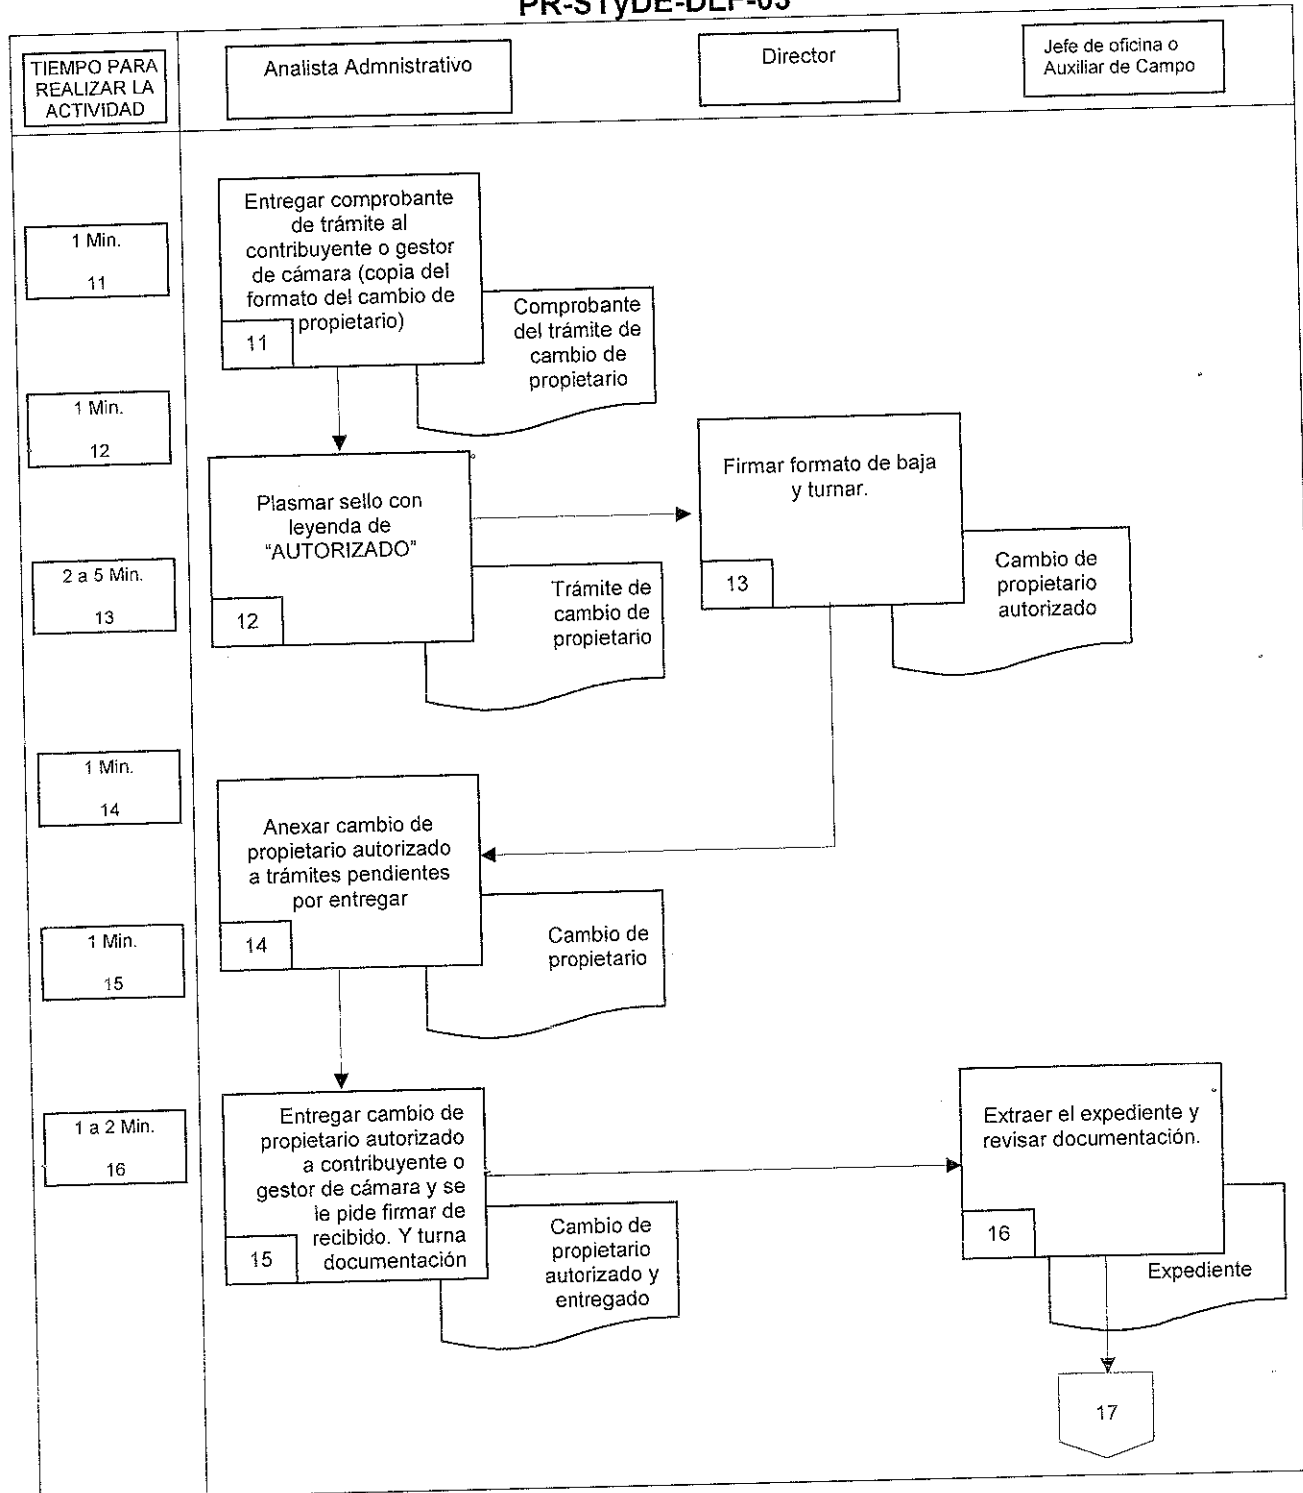 PR-STyDE-DLF-03
TIEMPO PARA
REALIZAR LA
ACTIVIDAD
Analista Admnistrativo
Director
Jefe de oficina o
Auxiliar de Campo
1 Min.
11
Entregar comprobante
de trámite al
contribuyente o gestor
de cámara (copia del
formato del cambio de
propietario)
11
Comprobante
del trámite de
cambio de
propietario
1 Min.
12
Plasmar sello con
leyenda de
“AUTORIZADO”
12
Trámite de
cambio de
propietario
2 a 5 Min.
13
Firmar formato de baja
y turnar.
13
Cambio de
propietario
autorizado
1 Min.
14
Anexar cambio de
propietario autorizado
a trámites pendientes
por entregar
14
Cambio de
propietario
1 Min.
15
Entregar cambio de
propietario autorizado
a contribuyente o
gestor de cámara y se
le pide firmar de
recibido. Y turna
documentación
15
Cambio de
propietario
autorizado y
entregado
1 a 2 Min.
16
Extraer el expediente y
revisar documentación.
16
Expediente
17